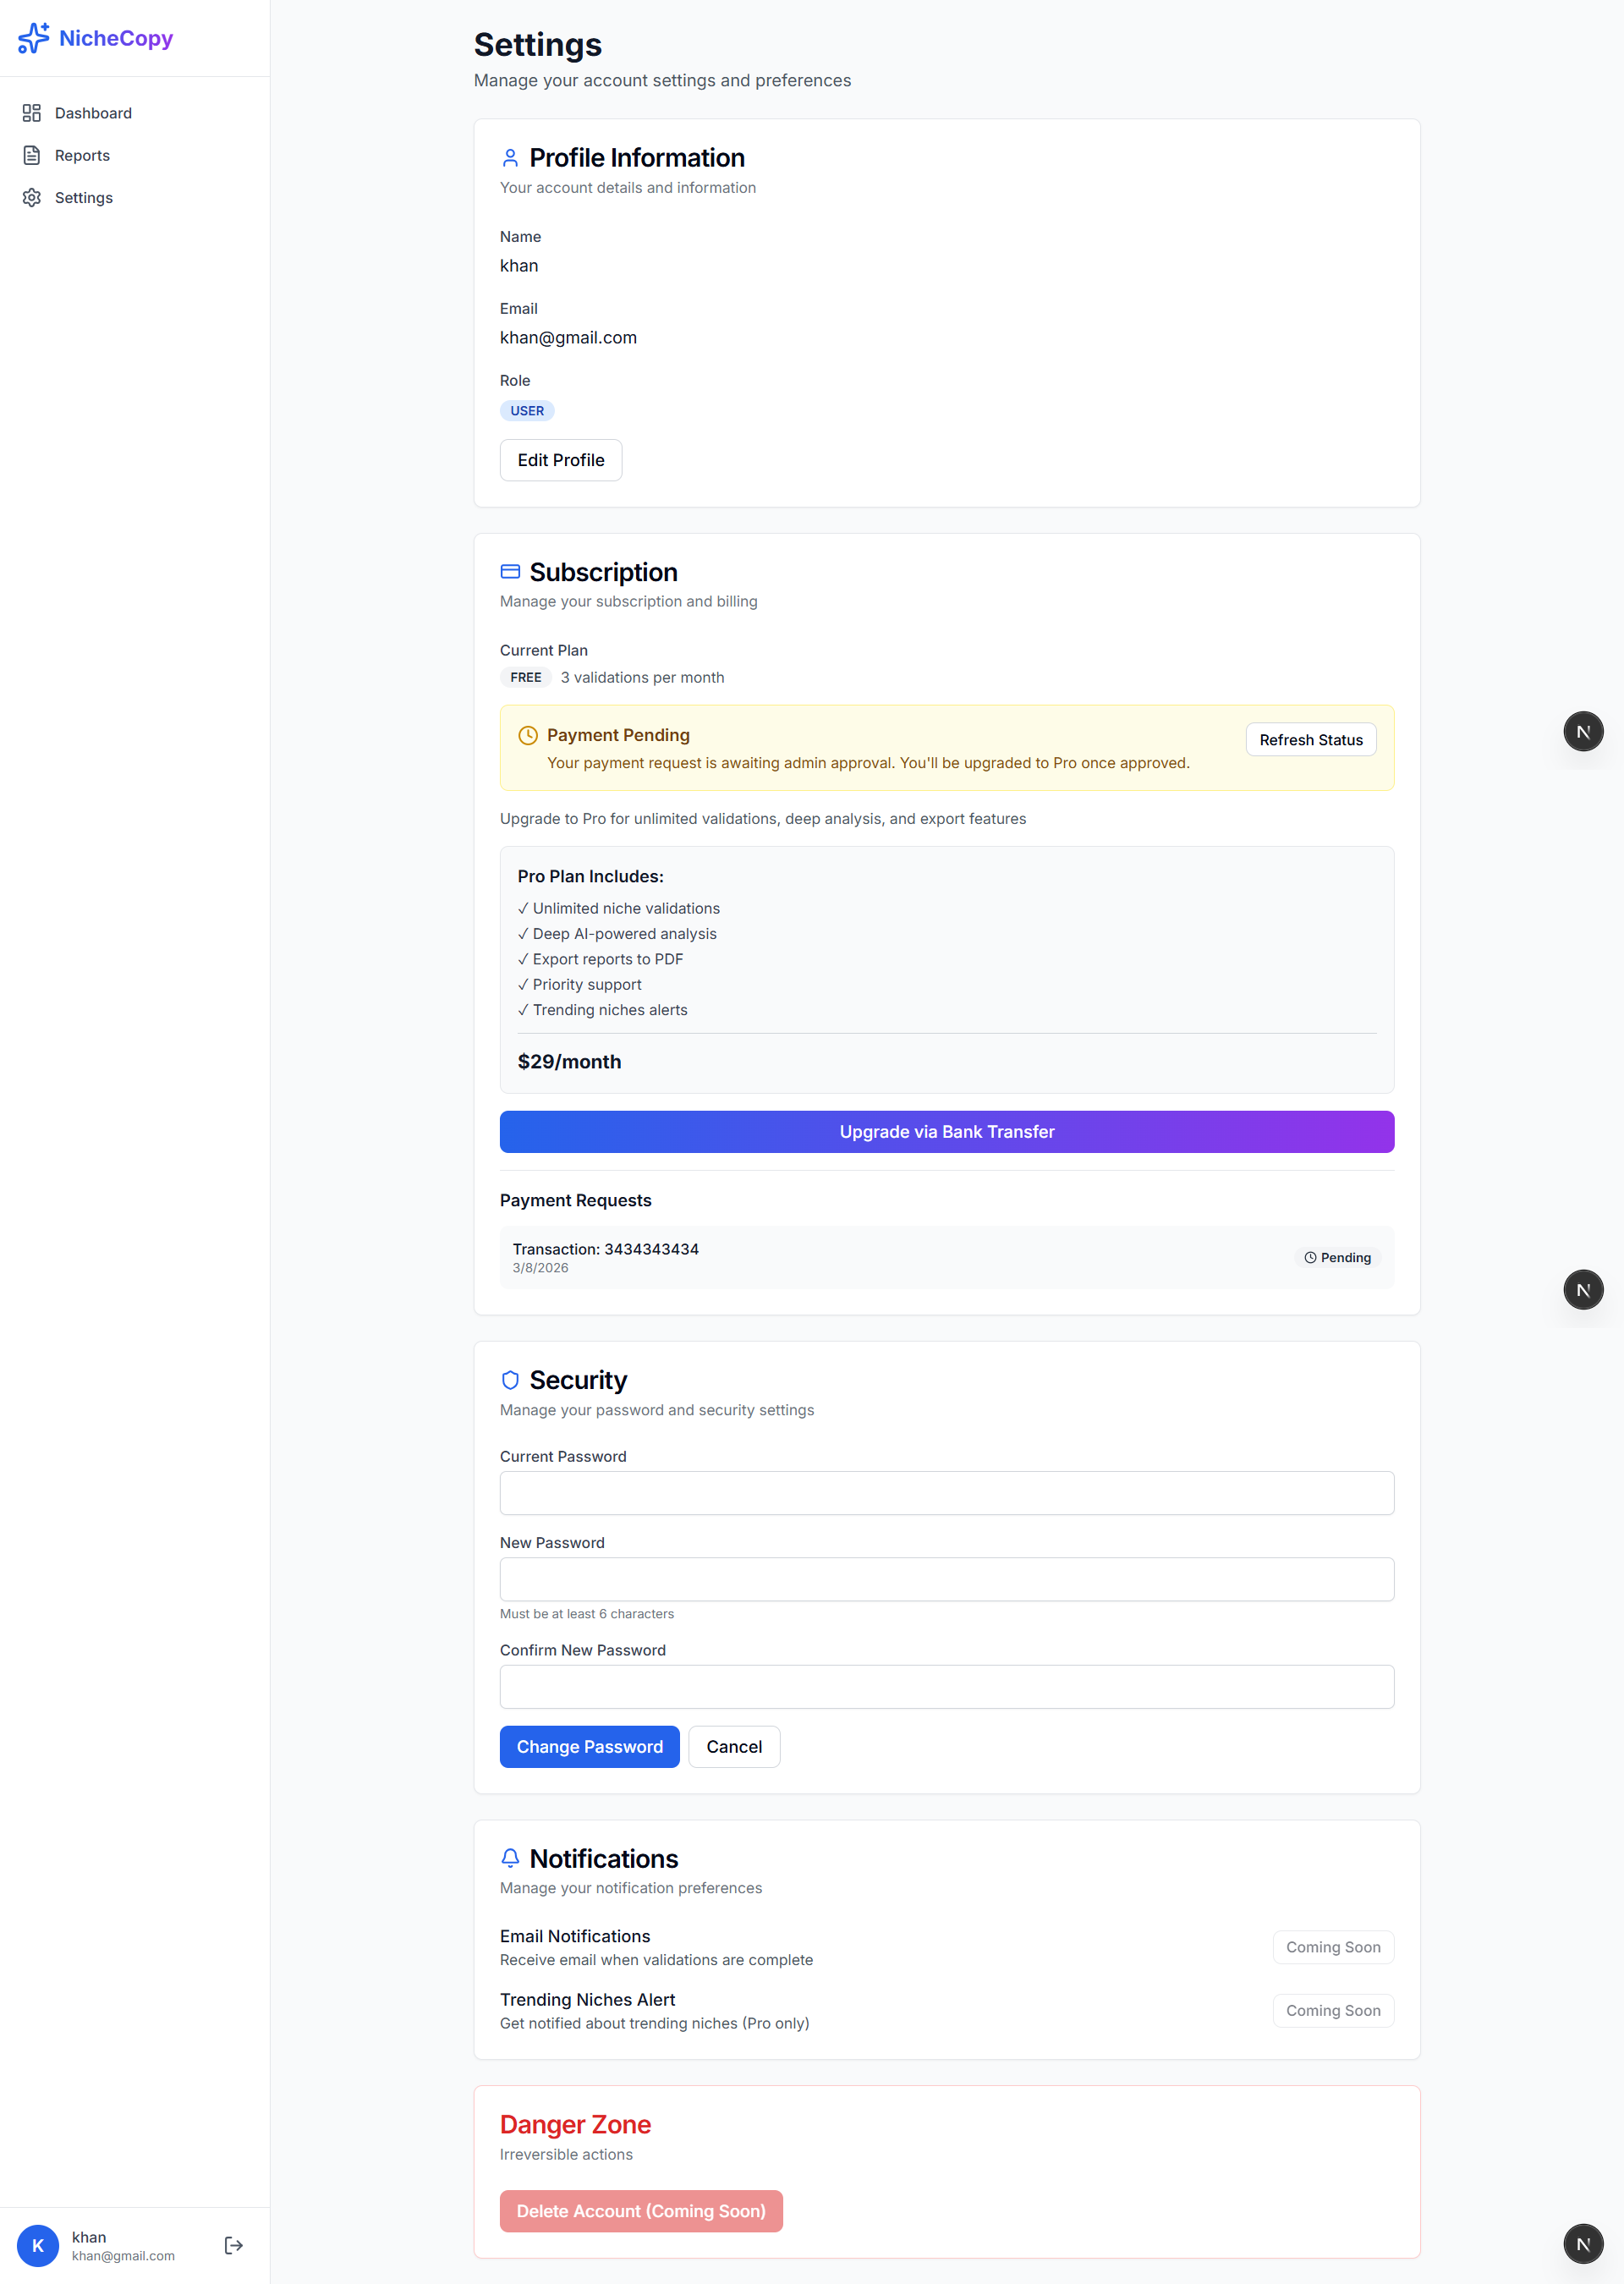 NicheCopy
Dashboard
Reports
Settings
Settings
Manage your account settings and preferences
Profile Information
Your account details and information
Name
khan
Email
khan@gmail.com
Role
USER
Edit Profile
Subscription
Manage your subscription and billing
Current Plan
FREE 3 validations per month
Payment Pending
Your payment request is awaiting admin approval. You'll be upgraded to Pro once approved.
Refresh Status
Upgrade to Pro for unlimited validations, deep analysis, and export features
Pro Plan Includes:
✓ Unlimited niche validations
✓ Deep AI-powered analysis
✓ Export reports to PDF
✓ Priority support
✓ Trending niches alerts
$29/month
Upgrade via Bank Transfer
Payment Requests
Transaction: 3434343434
3/8/2026
Pending
Security
Manage your password and security settings
Current Password
New Password
Must be at least 6 characters
Confirm New Password
Change Password
Cancel
Notifications
Manage your notification preferences
Email Notifications
Receive email when validations are complete
Coming Soon
Trending Niches Alert
Get notified about trending niches (Pro only)
Coming Soon
Danger Zone
Irreversible actions
Delete Account (Coming Soon)
K
khan
khan@gmail.com
N
N
N